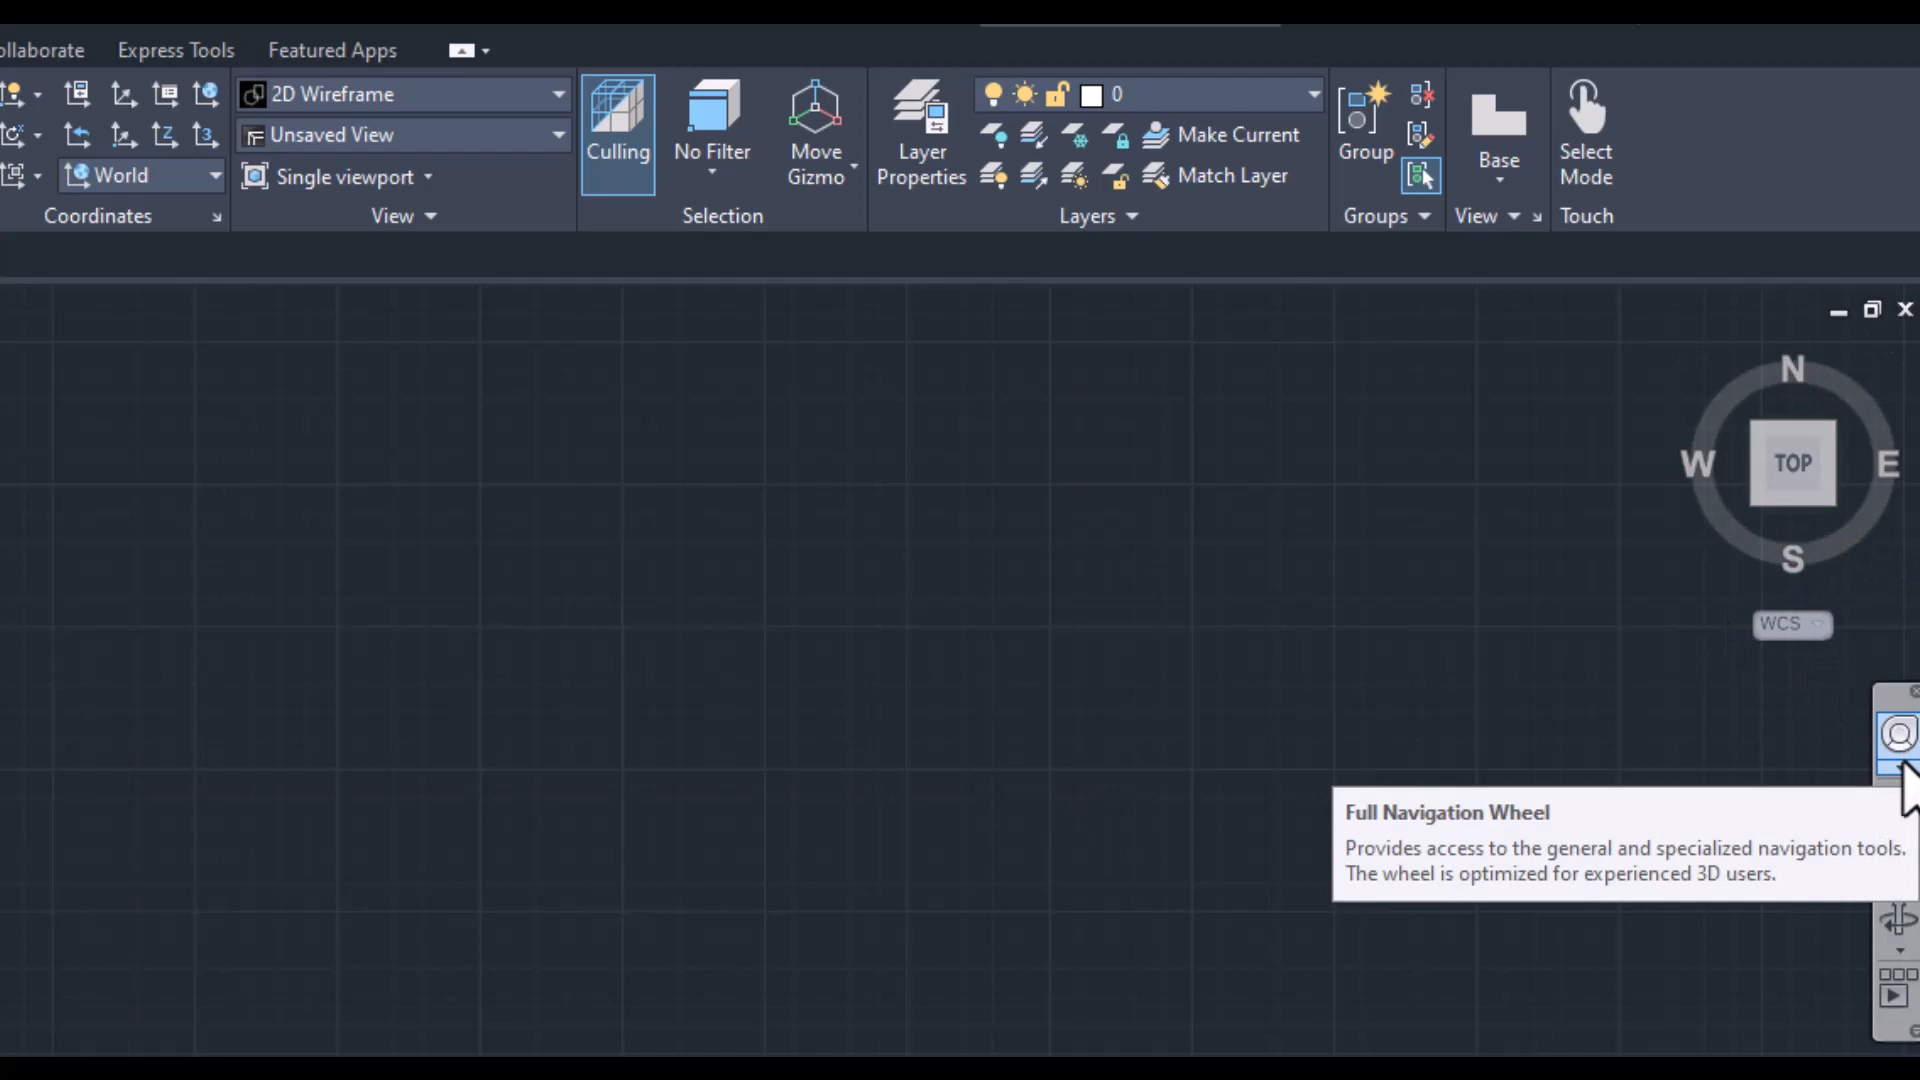 ollaborate Express Tools Featured Apps
2D Wireframe
Unsaved View
World
Single viewport
Coordinates
View
Culling
No Filter
Move
Gizmo
Selection
Layer
Properties
0
Make Current
Match Layer
Layers
Group
Groups
Base
View
Select
Mode
Touch
N
W TOP E
S
WCS
Full Navigation Wheel
Provides access to the general and specialized navigation tools.
The wheel is optimized for experienced 3D users.